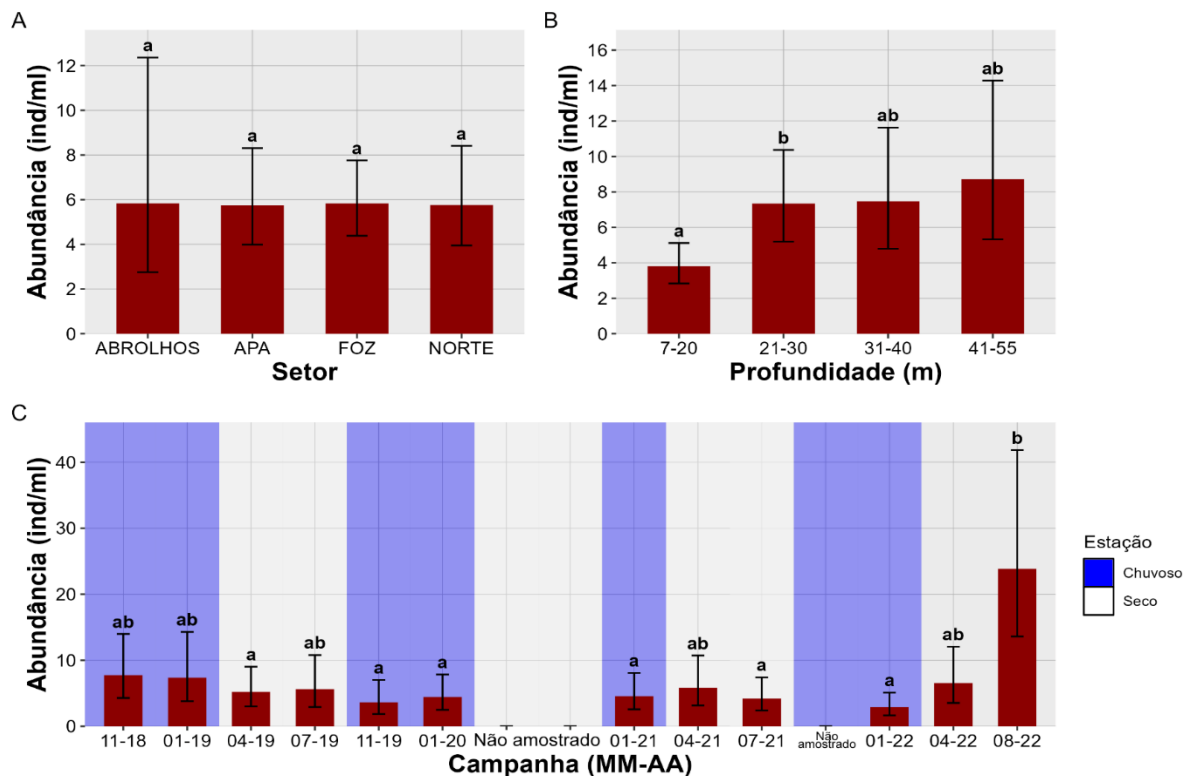 A
Abundância (ind/ml)
12
10
8
6
4
2
0
a
a
a
a
ABROLHOS
APA
FOZ
NORTE
Setor
B
Abundância (ind/ml)
16
14
12
10
8
6
4
2
0
a
b
ab
ab
7-20
21-30
31-40
41-55
Profundidade (m)
C
Abundância (ind/ml)
40
30
20
10
0
ab
ab
a
ab
a
a
a
ab
a
a
ab
b
11-18
01-19
04-19
07-19
11-19
01-20
Não amostrado
01-21
04-21
07-21
Não
amostrado
01-22
04-22
08-22
Campanha (MM-AA)
Estação
Chuvoso
Seco